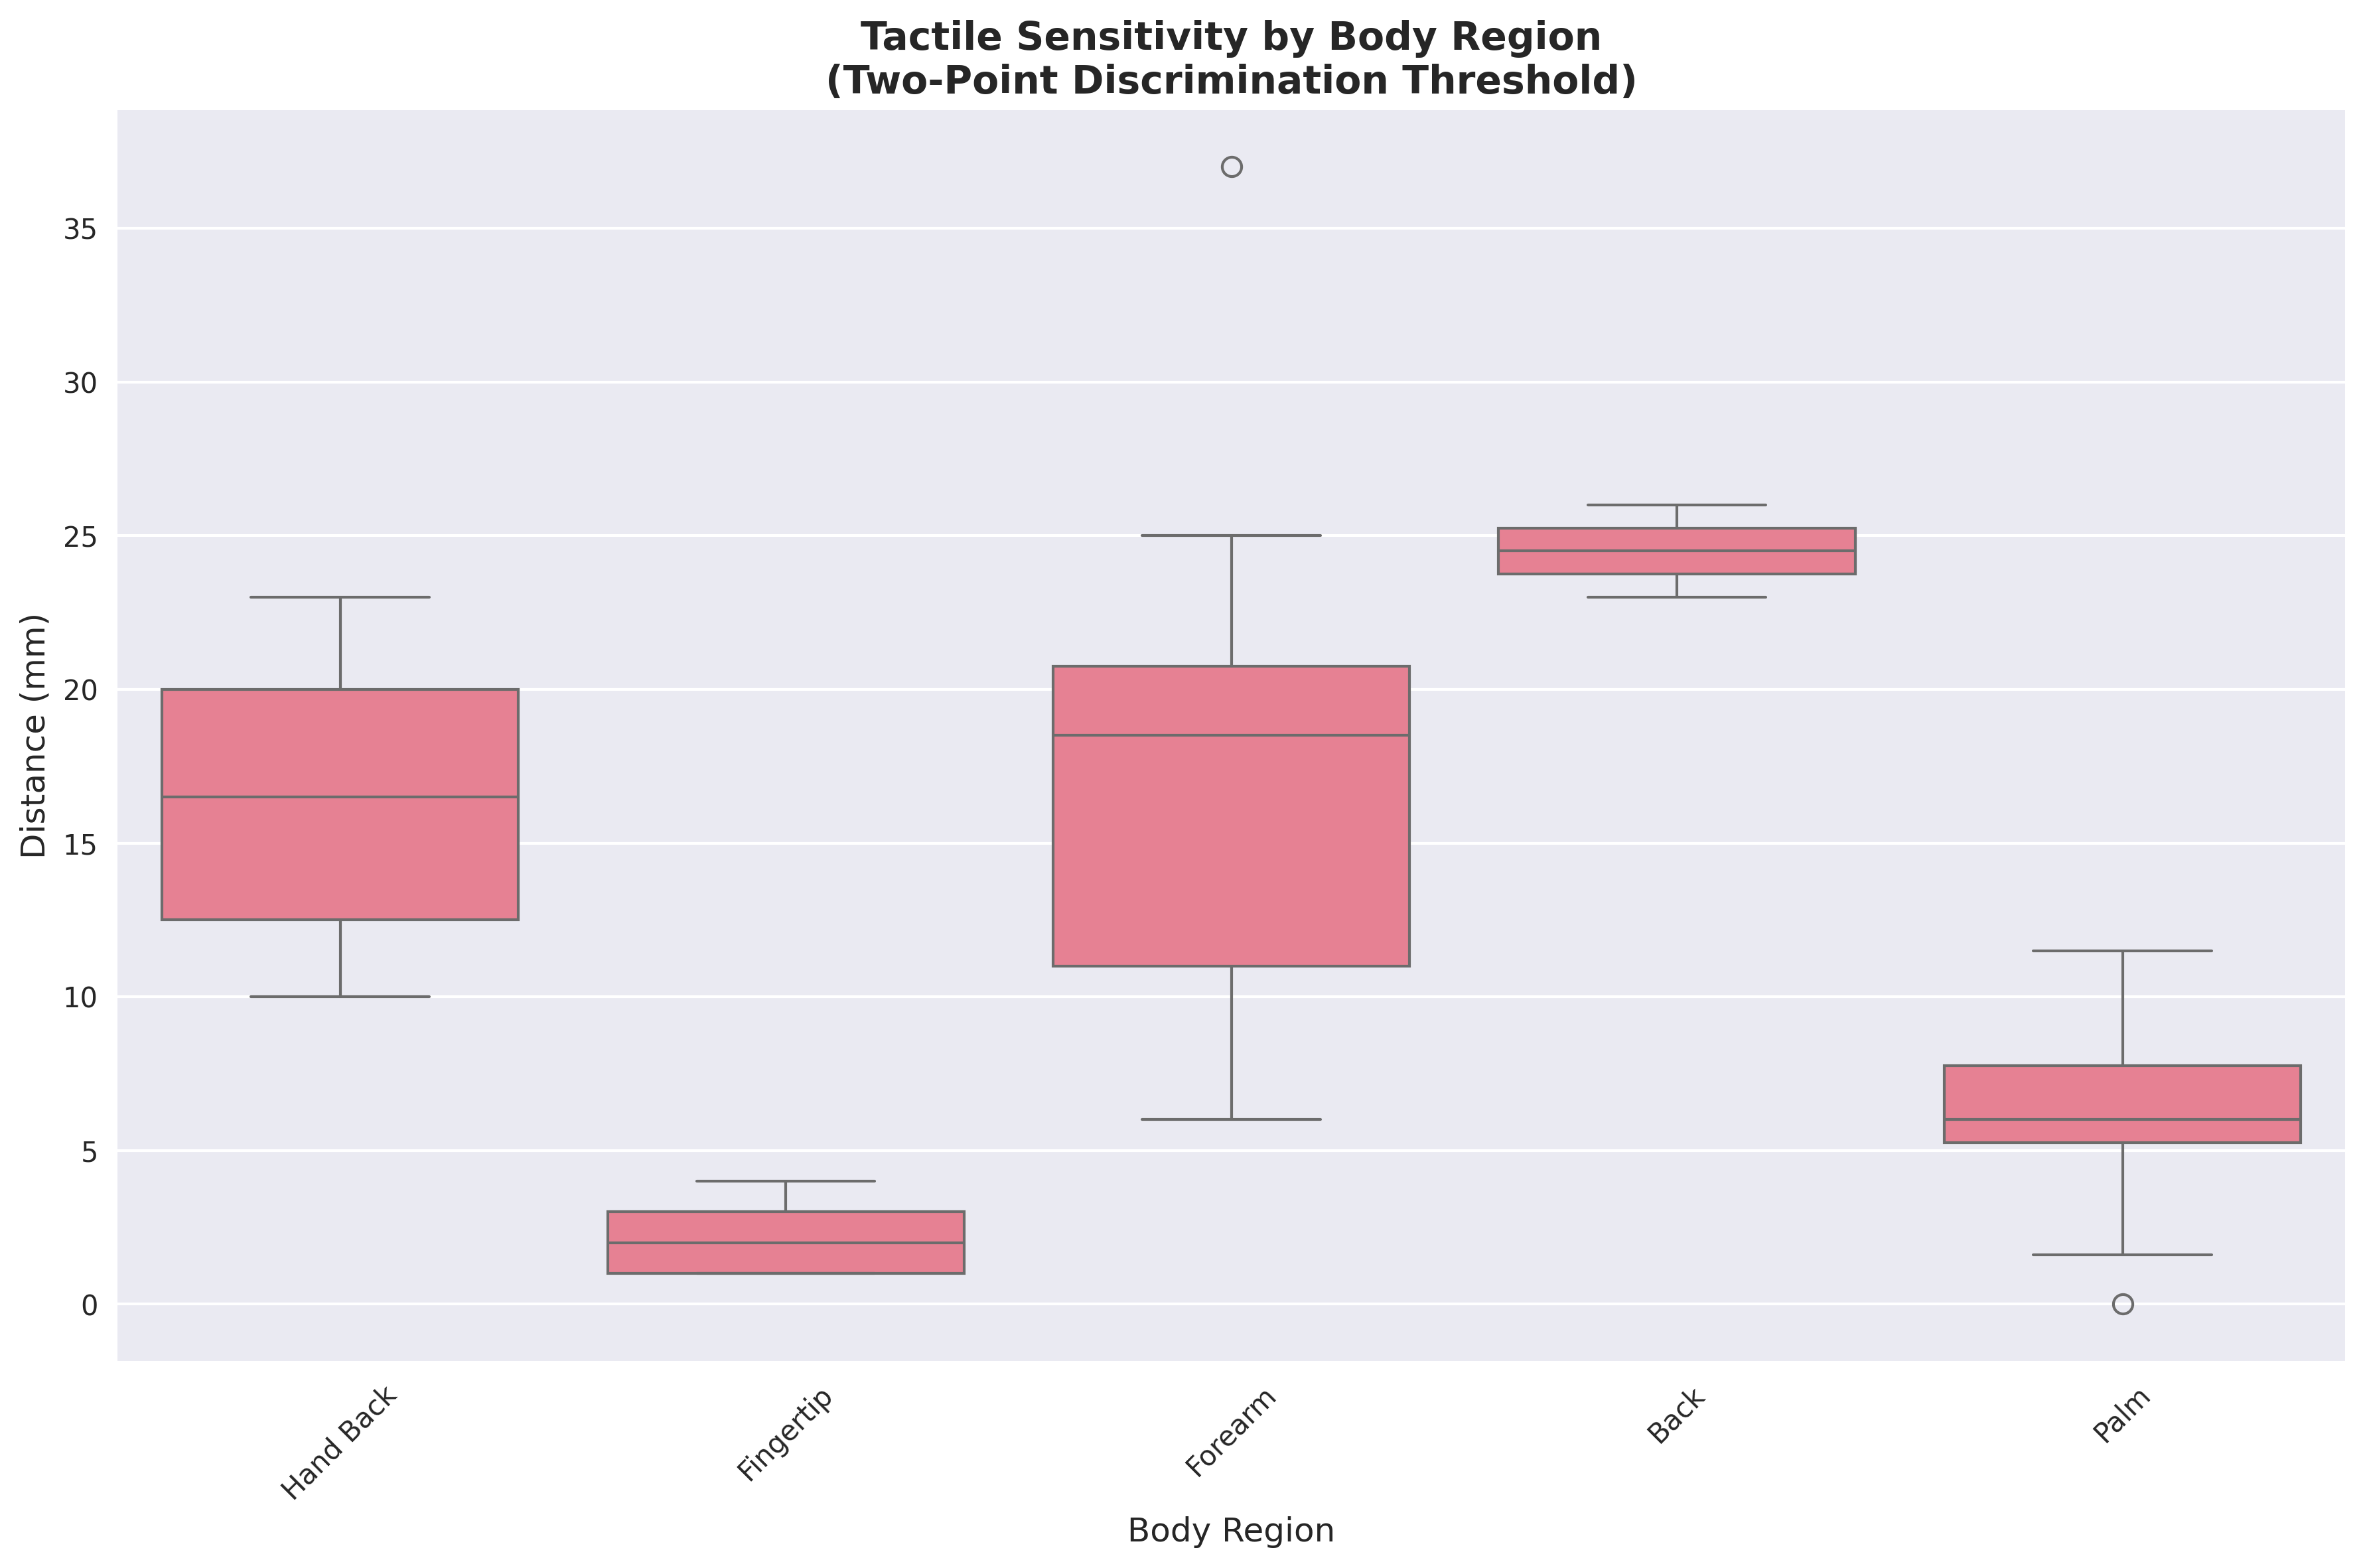 Tactile Sensitivity by Body Region
(Two-Point Discrimination Threshold)
Distance (mm)
35
30
25
20
15
10
5
0
Hand Back
Fingertip
Forearm
Back
Palm
Body Region